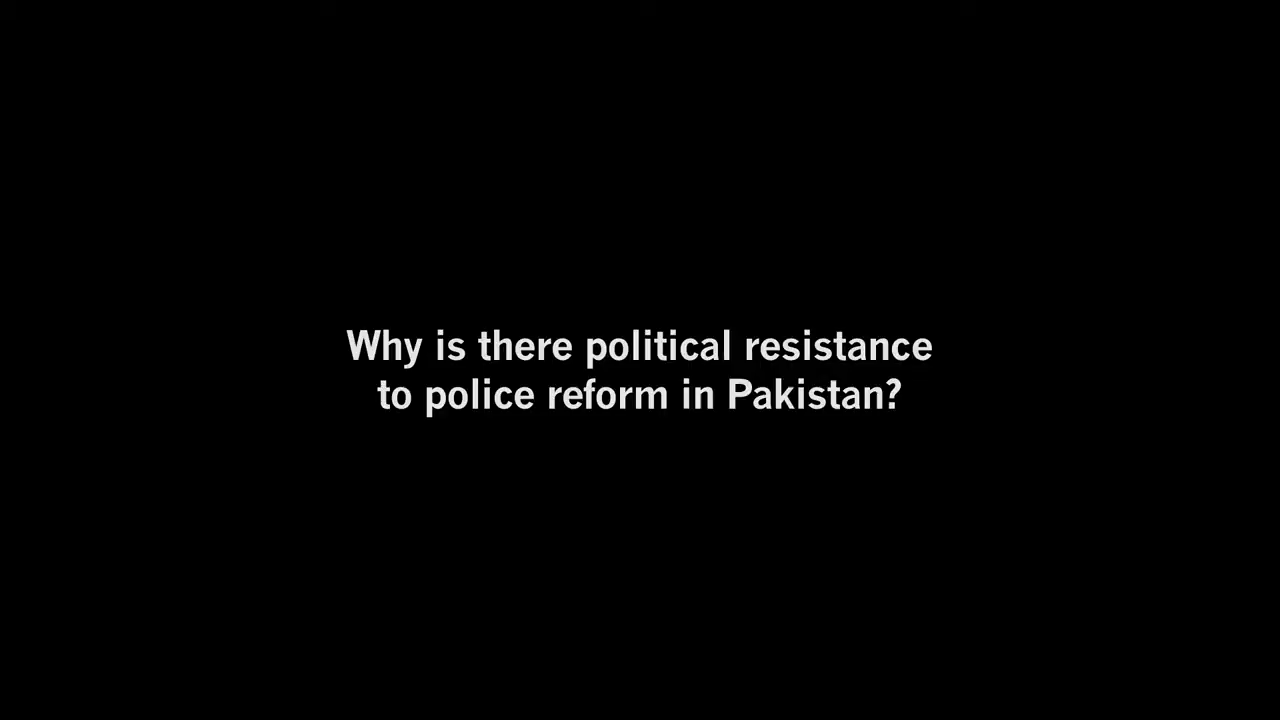 Why is there political resistance
to police reform in Pakistan?